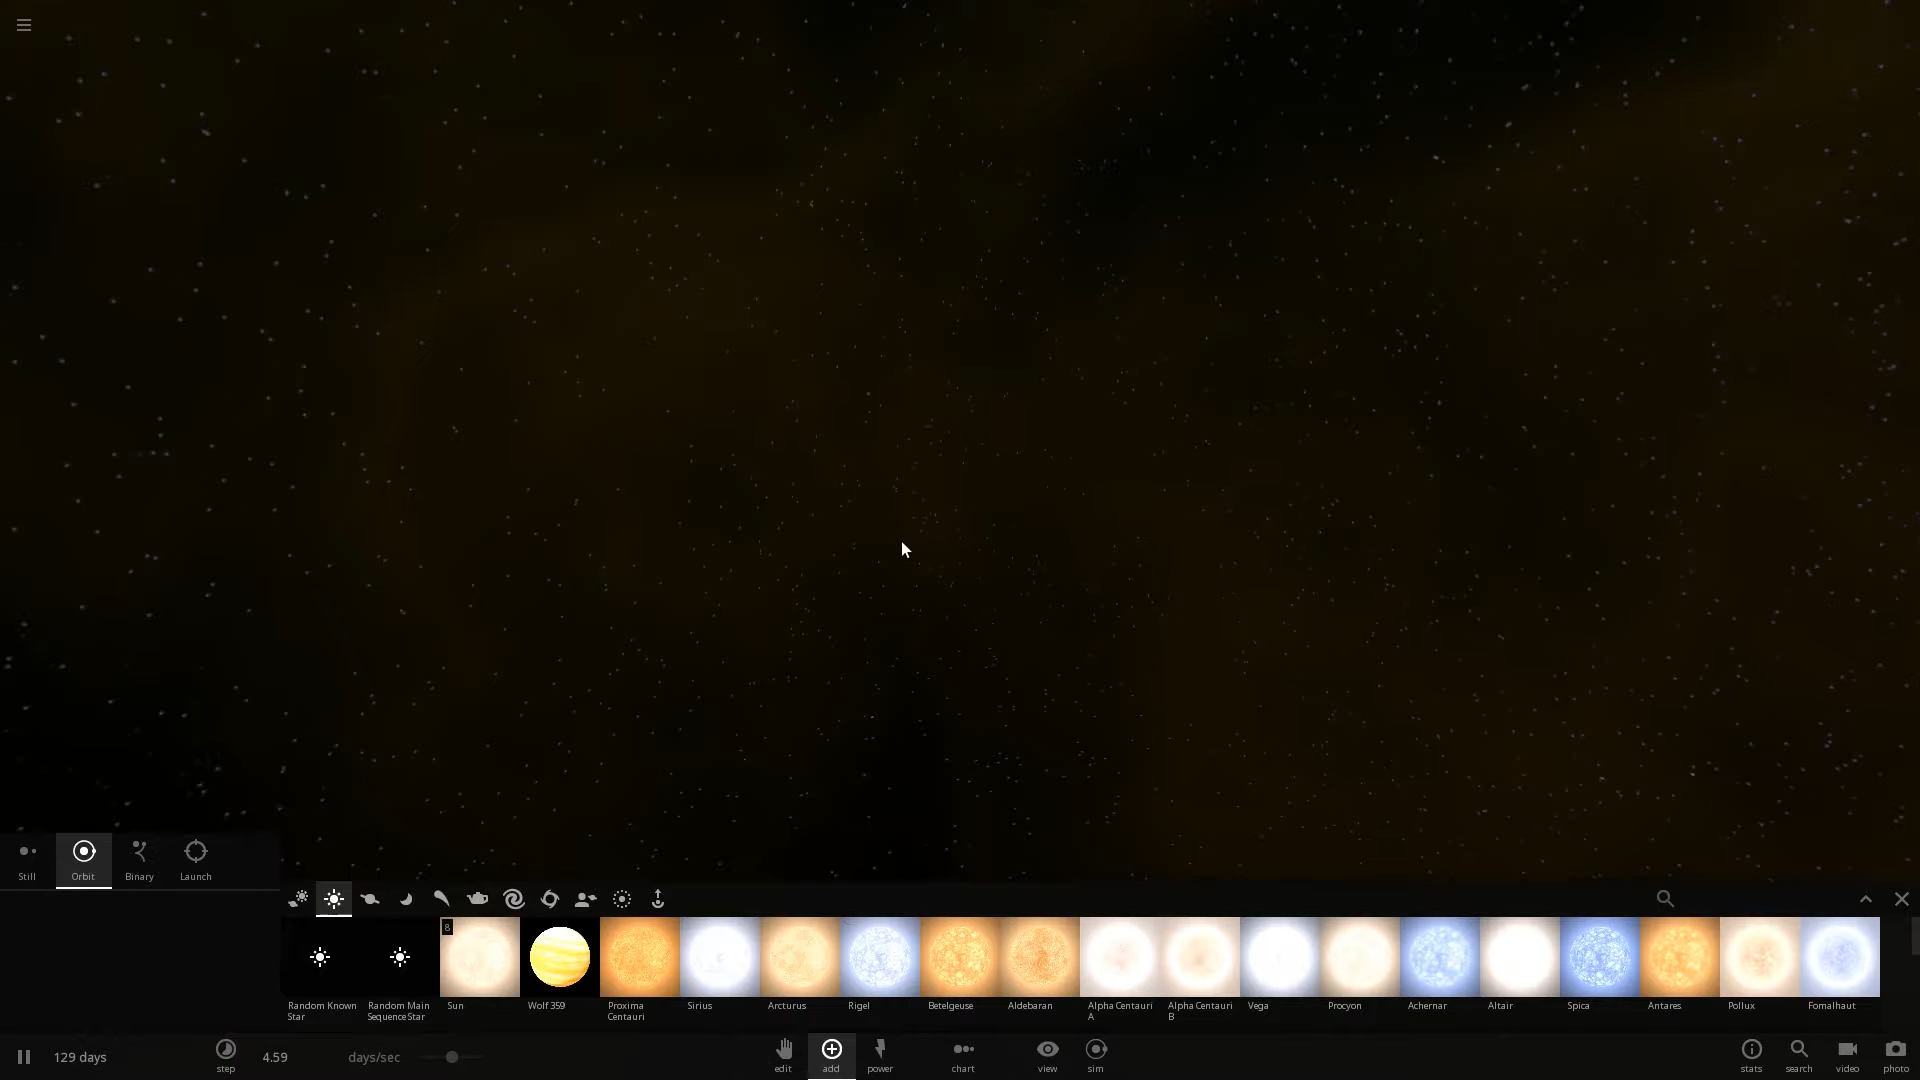 Still Orbit Binary Launch
8
Random Known Star
Random Main Sequence Star
Sun
Wolf 359
Proxima Centauri
Sirius
Arcturus
Rigel
Betelgeuse
Aldebaran
Alpha Centauri A
Alpha Centauri B
Vega
Procyon
Achernar
Altair
Spica
Antares
Pollux
Fomalhaut
129 days
step
4.59 days/sec
edit add power chart view sim
stats search video photo